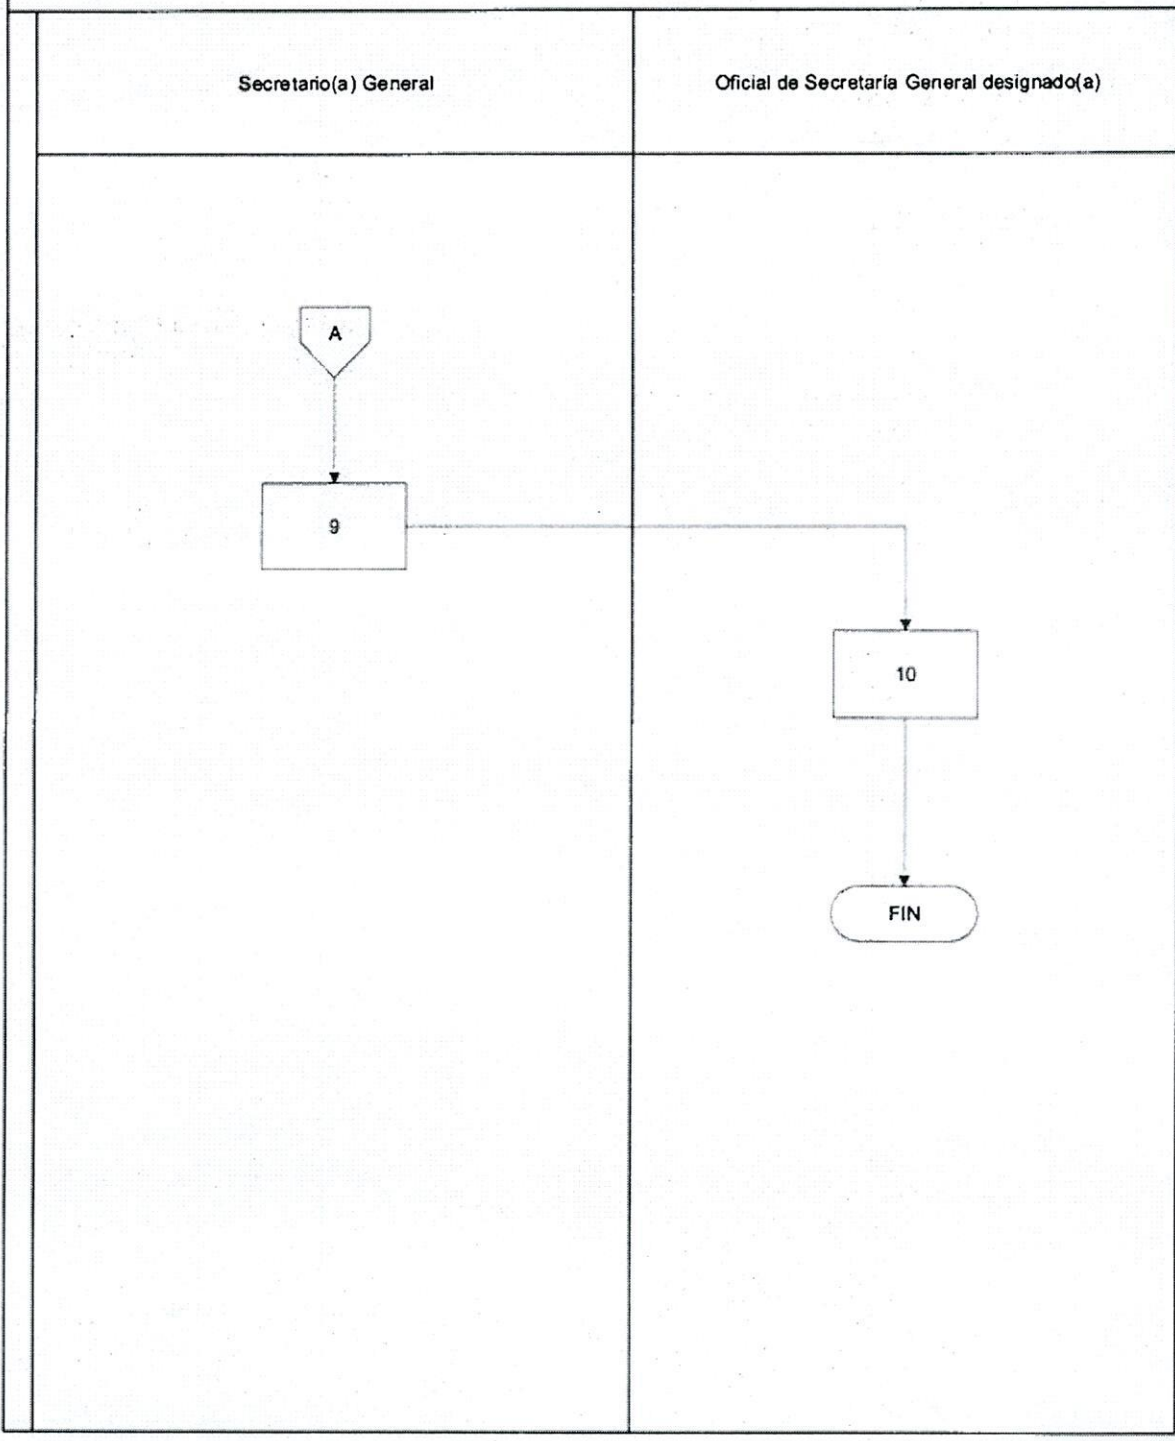 Secretario(a) General
Oficial de Secretaría General designado(a)
A
9
10
FIN